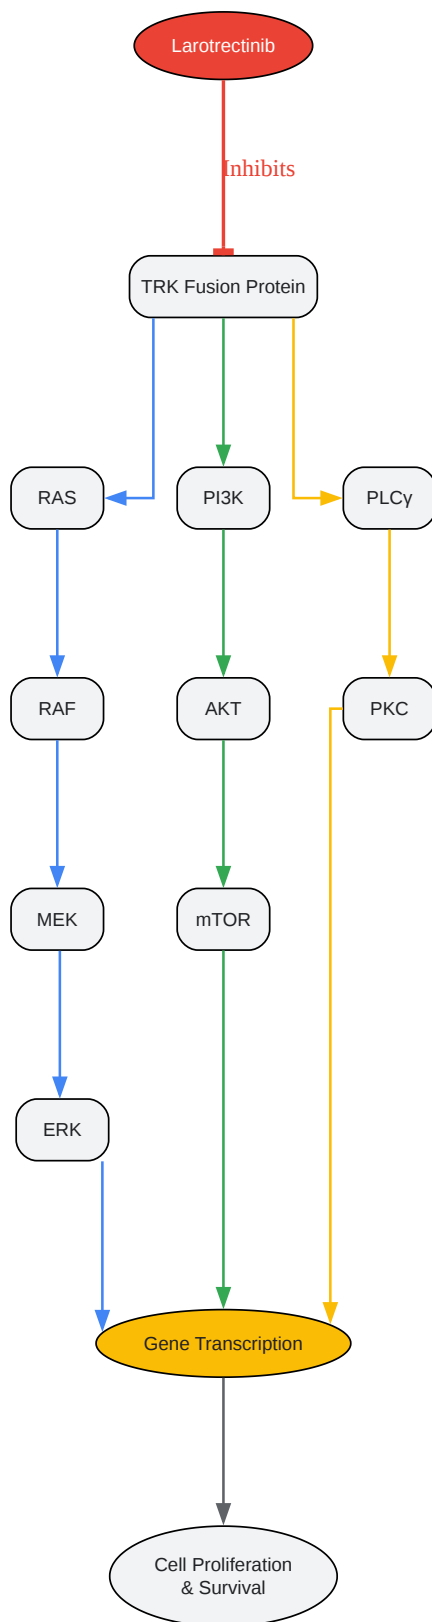 Larotrectinib
Inhibits
TRK Fusion Protein
RAS
PI3K
PLCγ
RAF
AKT
PKC
MEK
mTOR
ERK
Gene Transcription
Cell Proliferation
& Survival